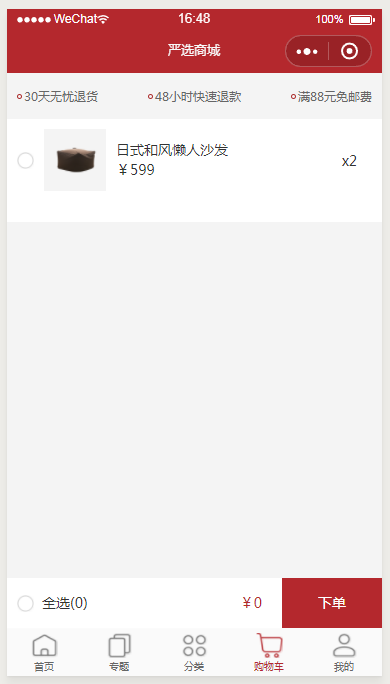 WeChat 16:48 100%
严选商城
30天无忧退货 48小时快速退款 满88元免邮费
日式和风懒人沙发
￥599 x2
全选(0) ￥0 下单
首页 专题 分类 购物车 我的